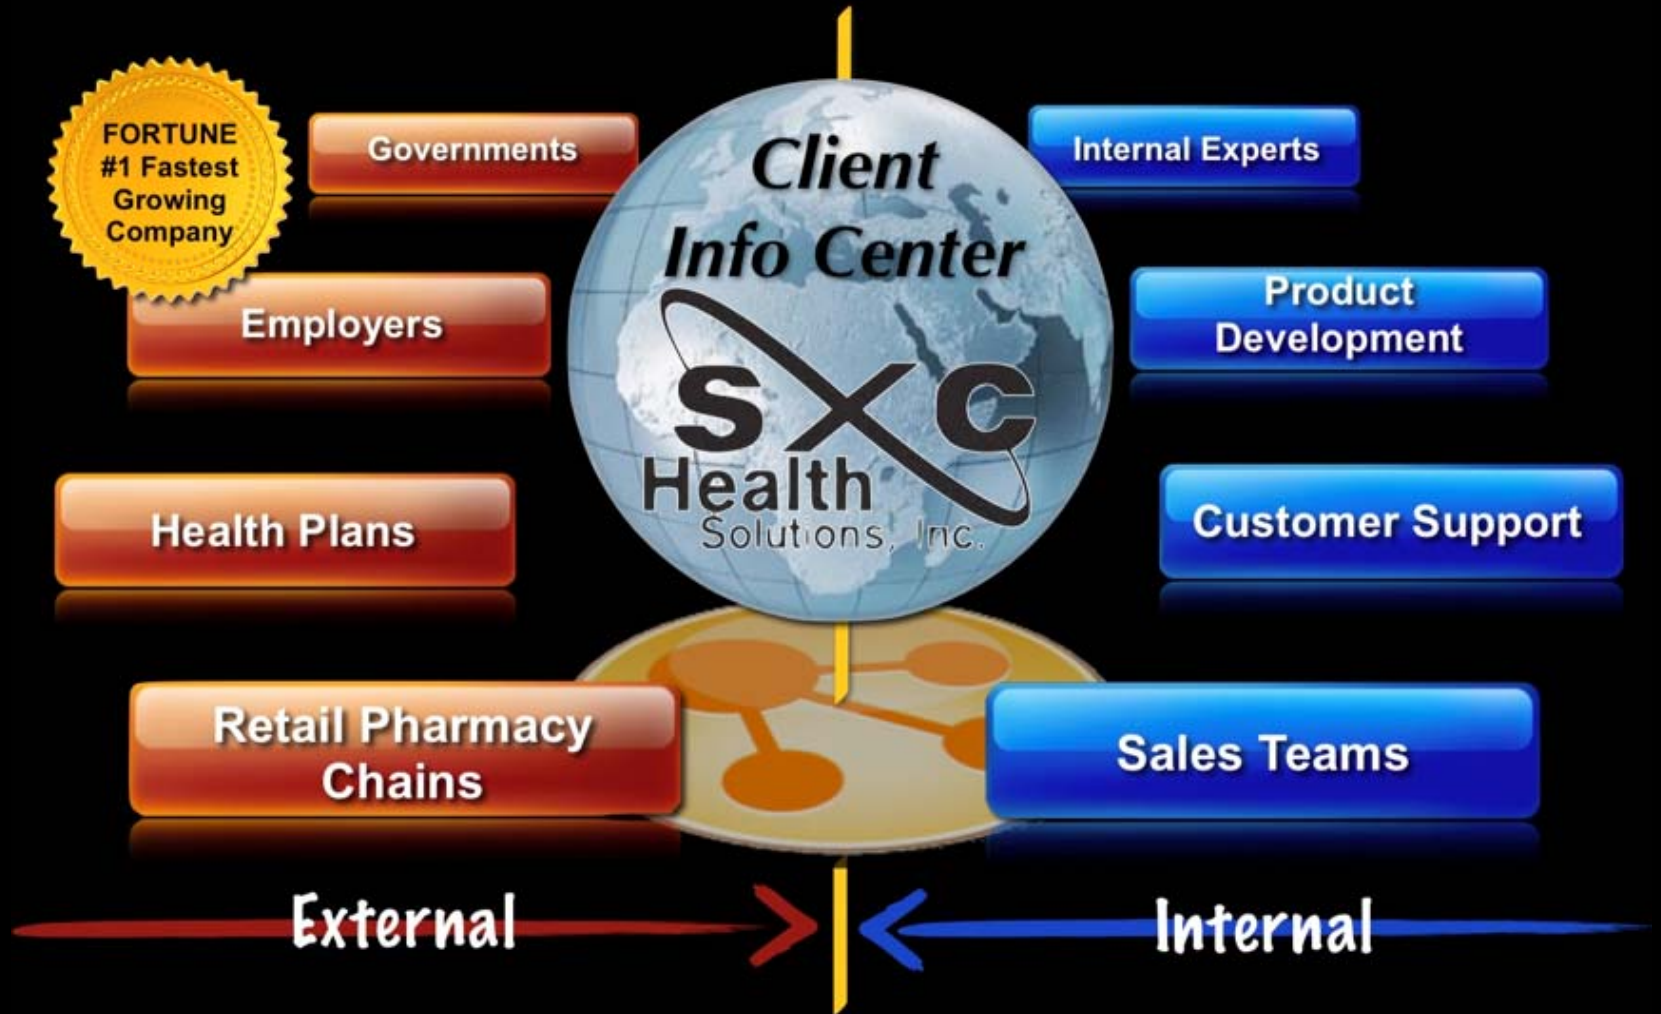 FORTUNE
#1 Fastest
Growing
Company
Governments
Employers
Health Plans
Retail Pharmacy
Chains
Client
Info Center
sxc
Health
Solutions, Inc.
Internal Experts
Product
Development
Customer Support
Sales Teams
External
Internal